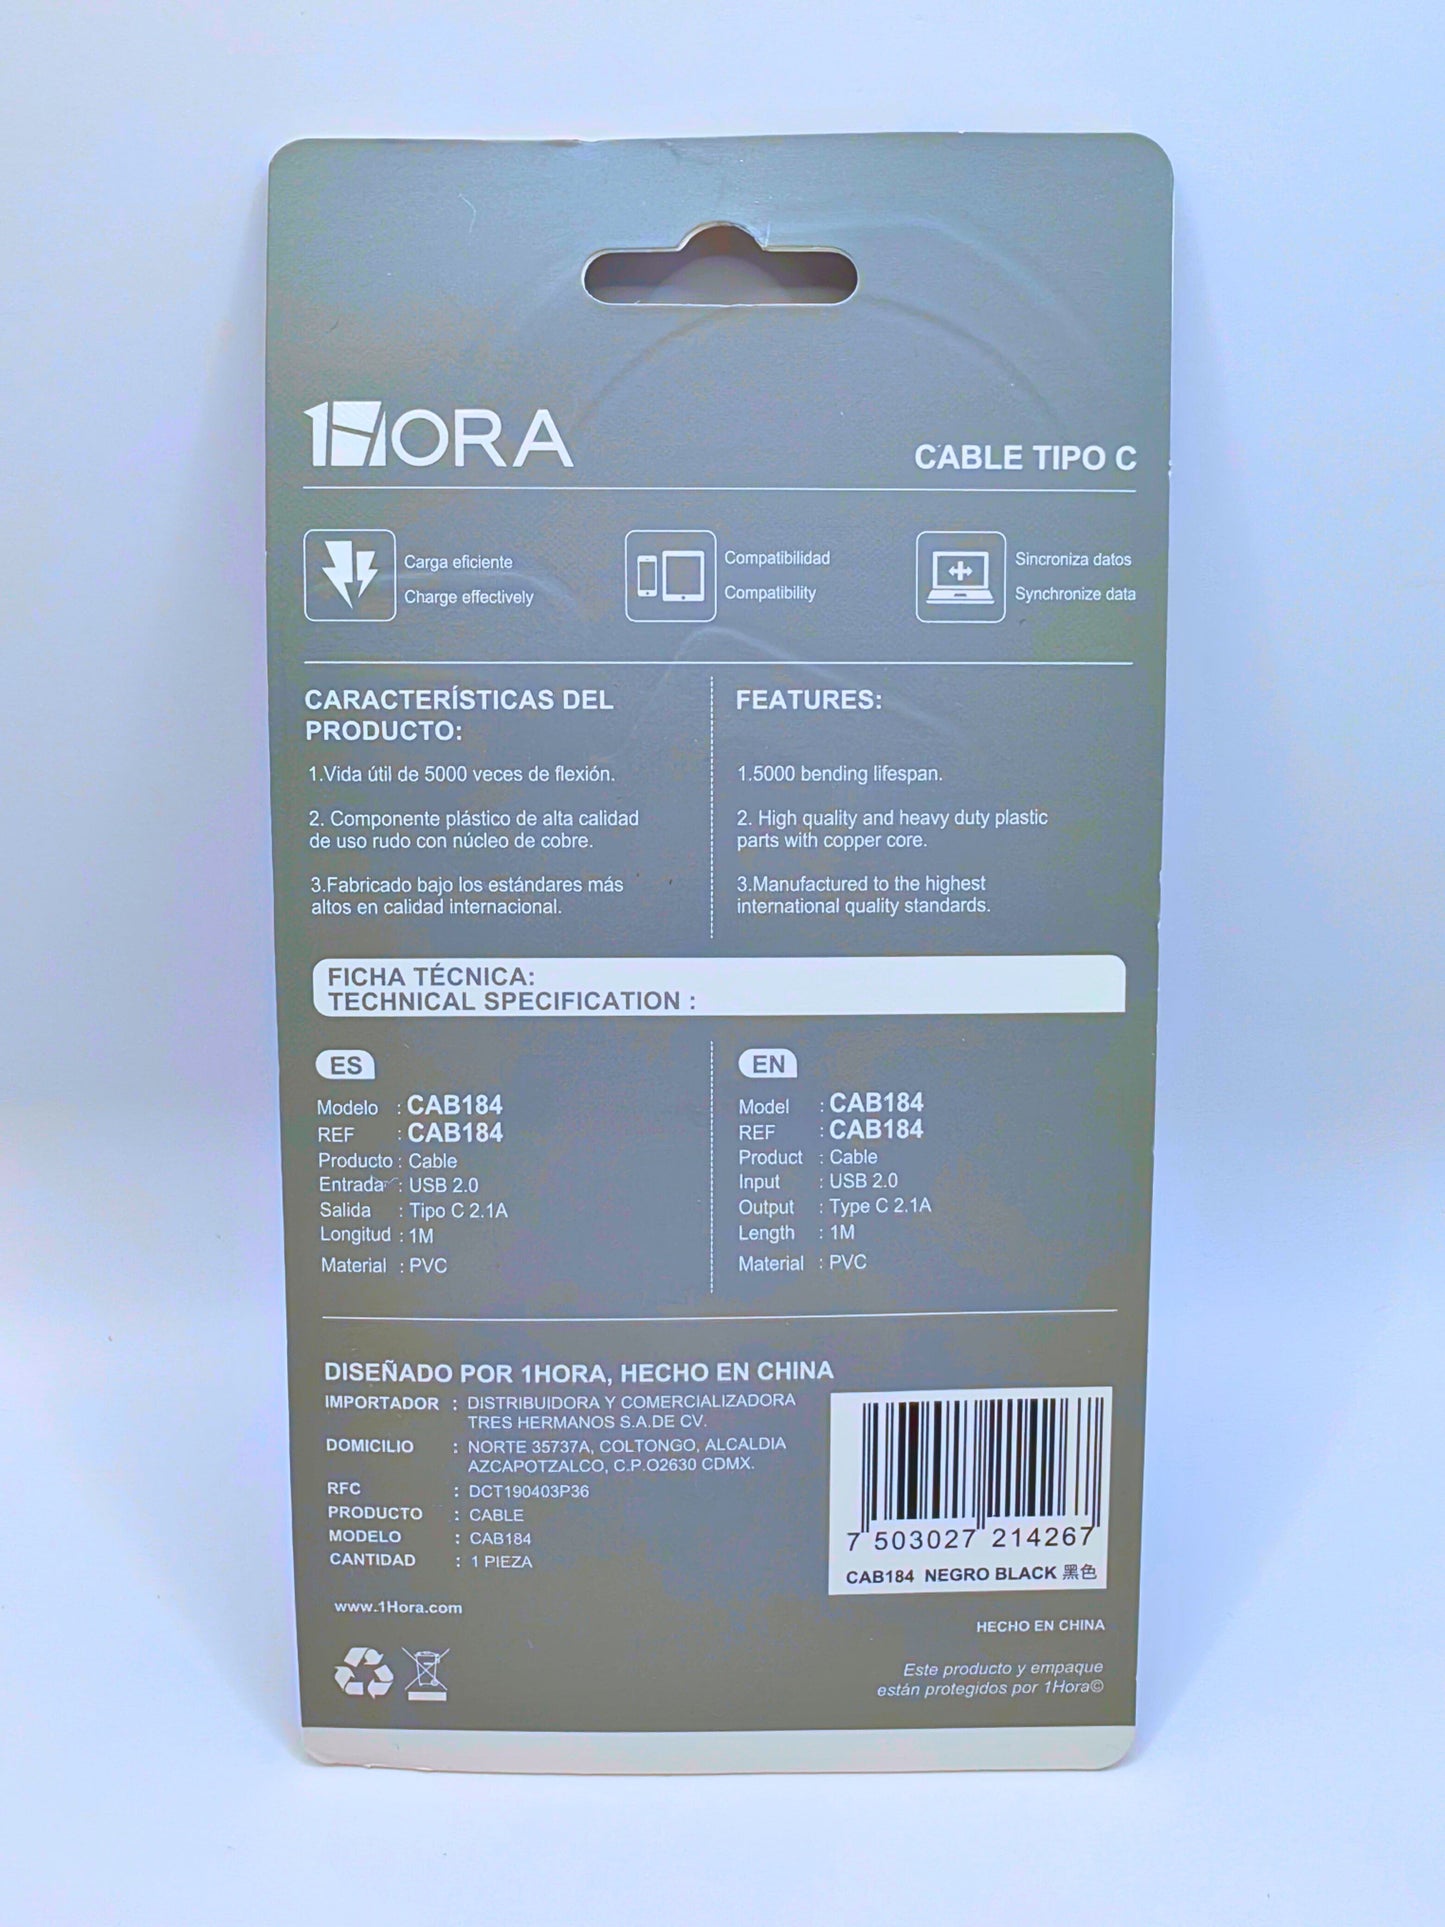 1HORA
CABLE TIPO C
Carga eficiente
Charge effectively
Compatibilidad
Compatibility
Sincroniza datos
Synchronize data
CARACTERÍSTICAS DEL
PRODUCTO:
1.Vida útil de 5000 veces de flexión.
2. Componente plástico de alta calidad
de uso rudo con núcleo de cobre.
3.Fabricado bajo los estándares más
altos en calidad internacional.
FEATURES:
1.5000 bending lifespan.
2. High quality and heavy duty plastic
parts with copper core.
3.Manufactured to the highest
international quality standards.
FICHA TÉCNICA:
TECHNICAL SPECIFICATION :
ES
Modelo : CAB184
REF : CAB184
Producto : Cable
Entrada : USB 2.0
Salida : Tipo C 2.1A
Longitud : 1M
Material : PVC
EN
Model : CAB184
REF : CAB184
Product : Cable
Input : USB 2.0
Output : Type C 2.1A
Length : 1M
Material : PVC
DISEÑADO POR 1HORA, HECHO EN CHINA
IMPORTADOR : DISTRIBUIDORA Y COMERCIALIZADORA
TRES HERMANOS S.A.DE CV.
DOMICILIO : NORTE 35737A, COLTONGO, ALCALDIA
AZCAPOTZALCO, C.P.O2630 CDMX.
RFC : DCT190403P36
PRODUCTO : CABLE
MODELO : CAB184
CANTIDAD : 1 PIEZA
www.1Hora.com
7 503027 214267
CAB184 NEGRO BLACK 黑色
HECHO EN CHINA
Este producto y empaque
están protegidos por 1Hora©